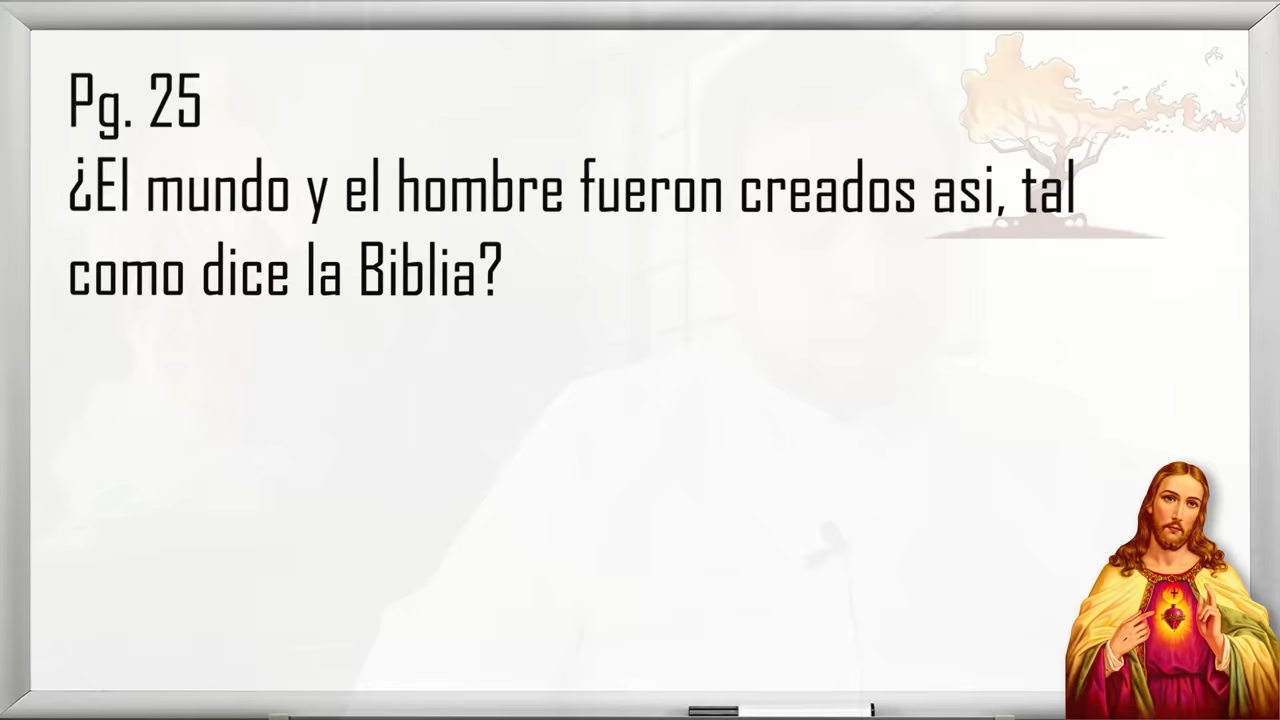 Pg. 25
¿El mundo y el hombre fueron creados asi, tal
como dice la Biblia?